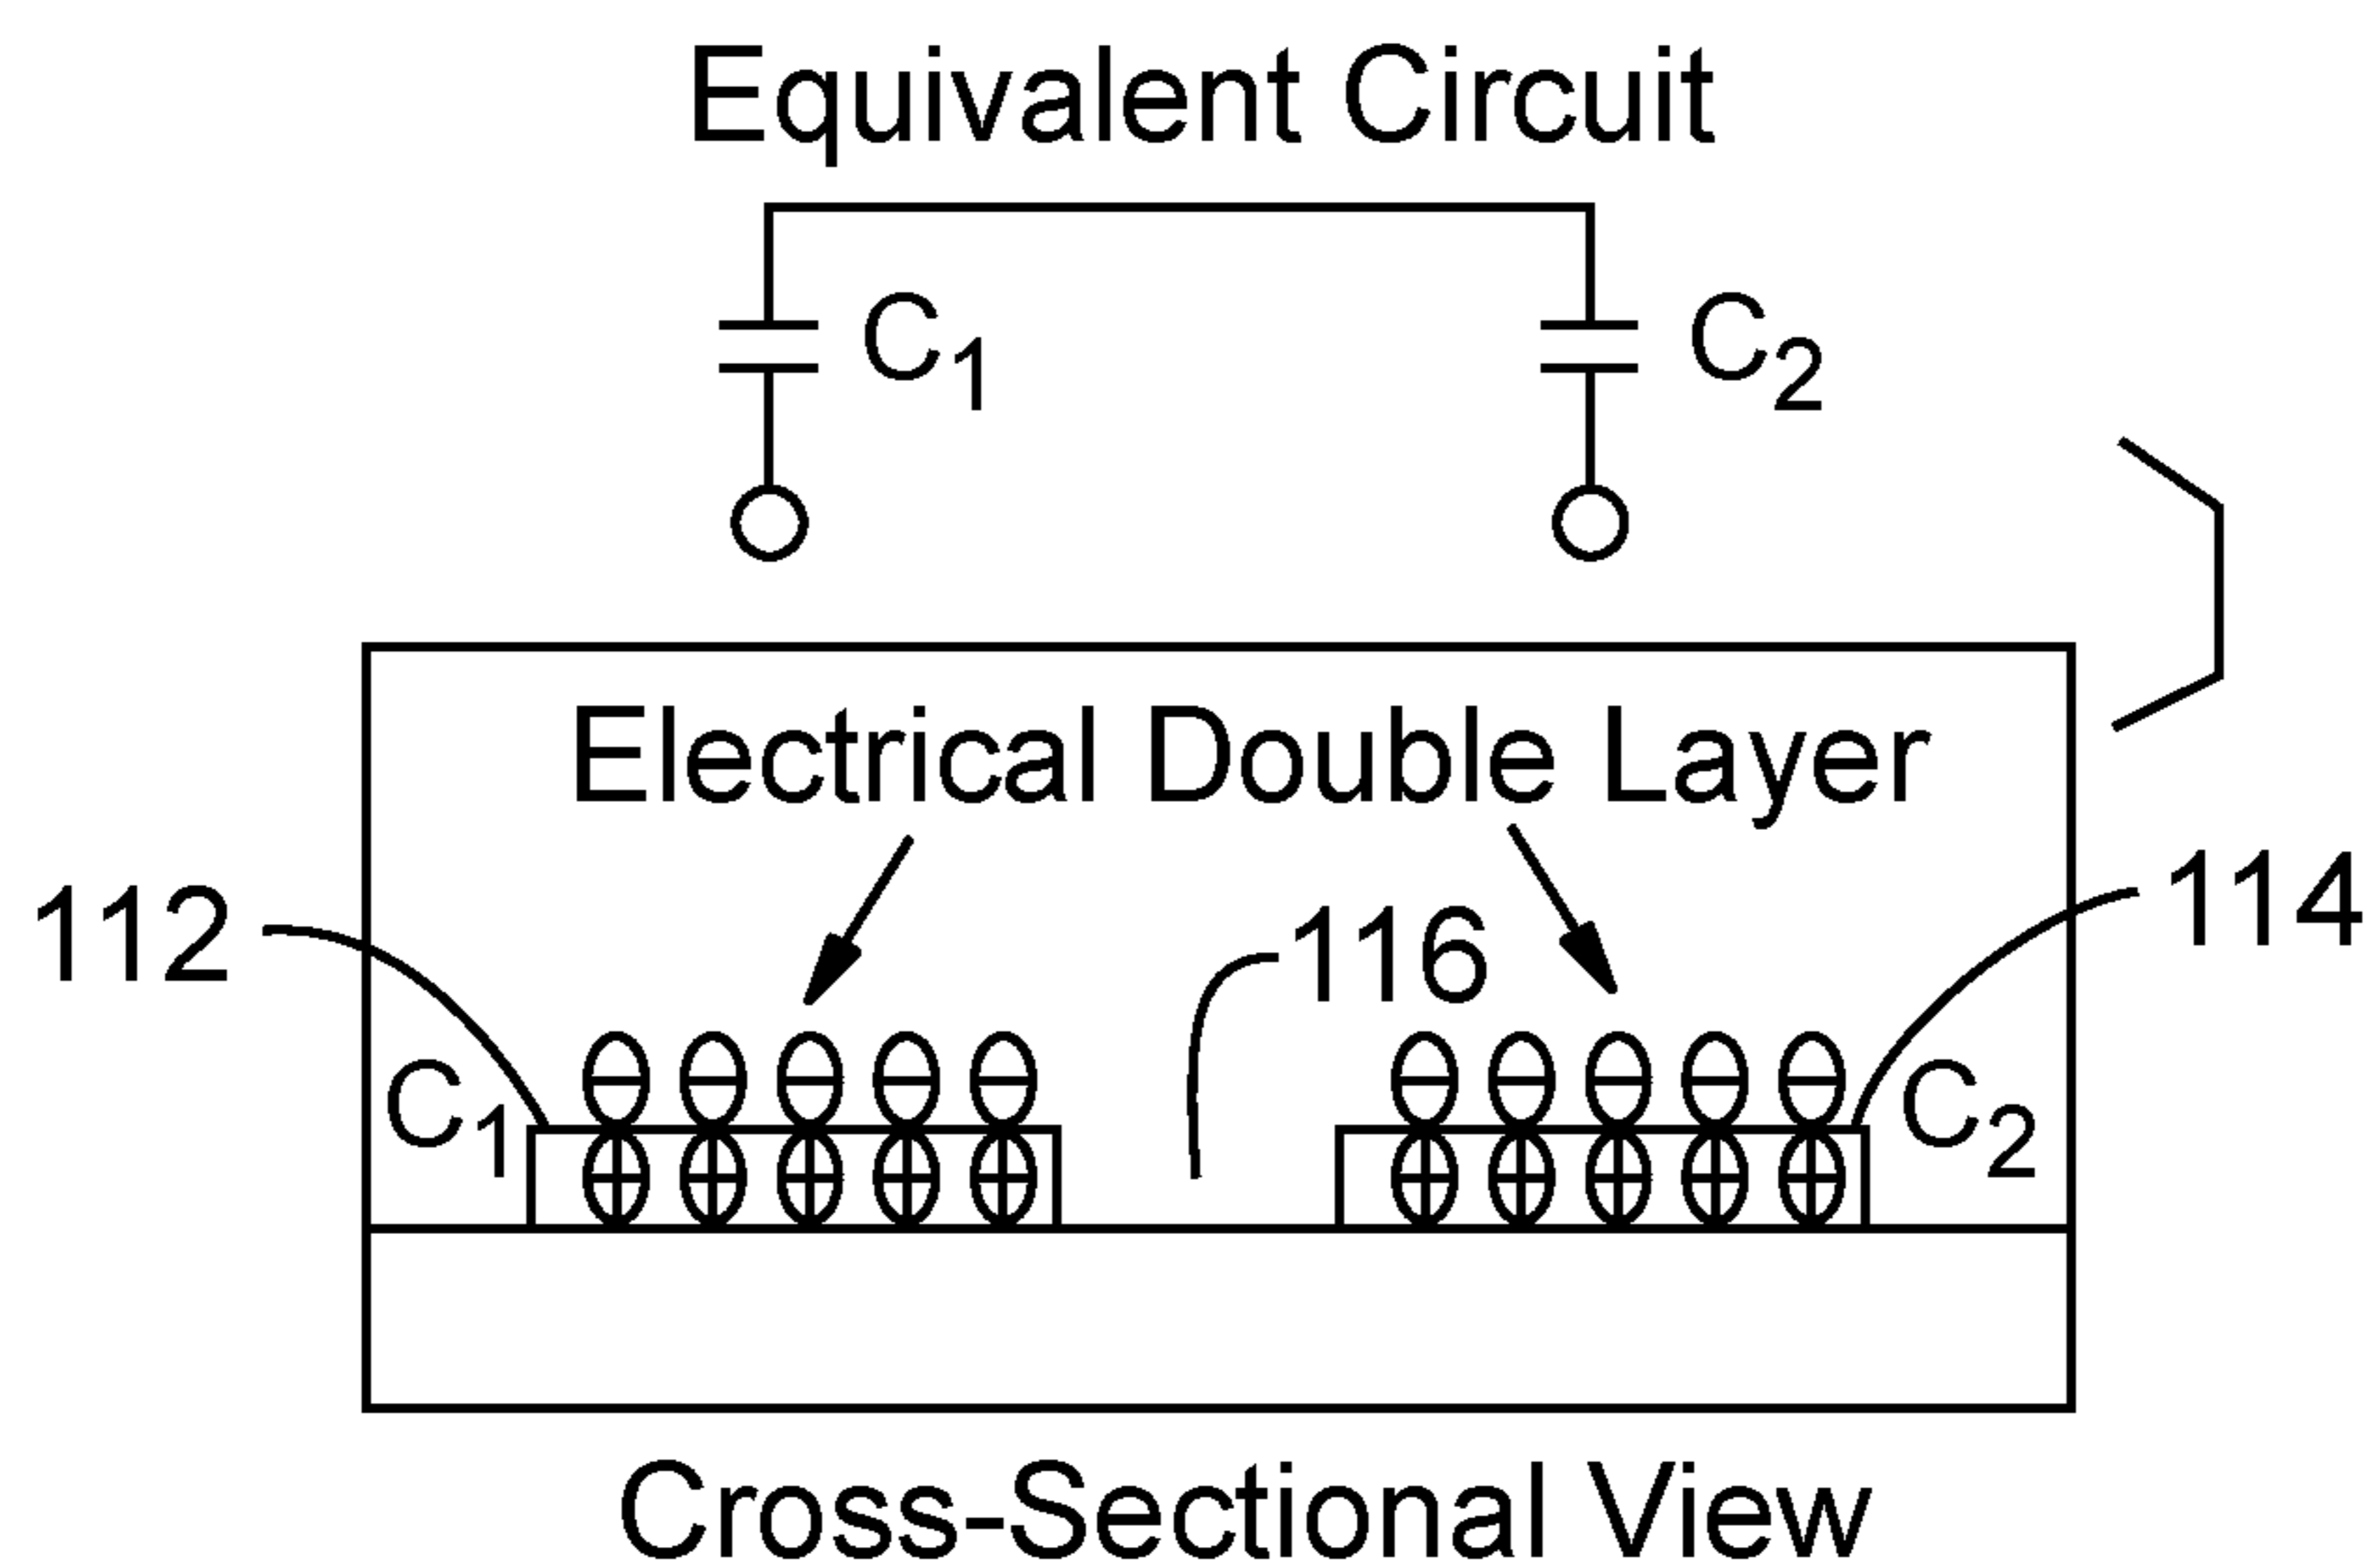 Equivalent Circuit
C1 C2
Electrical Double Layer
112 116 114
C1 C2
Cross-Sectional View